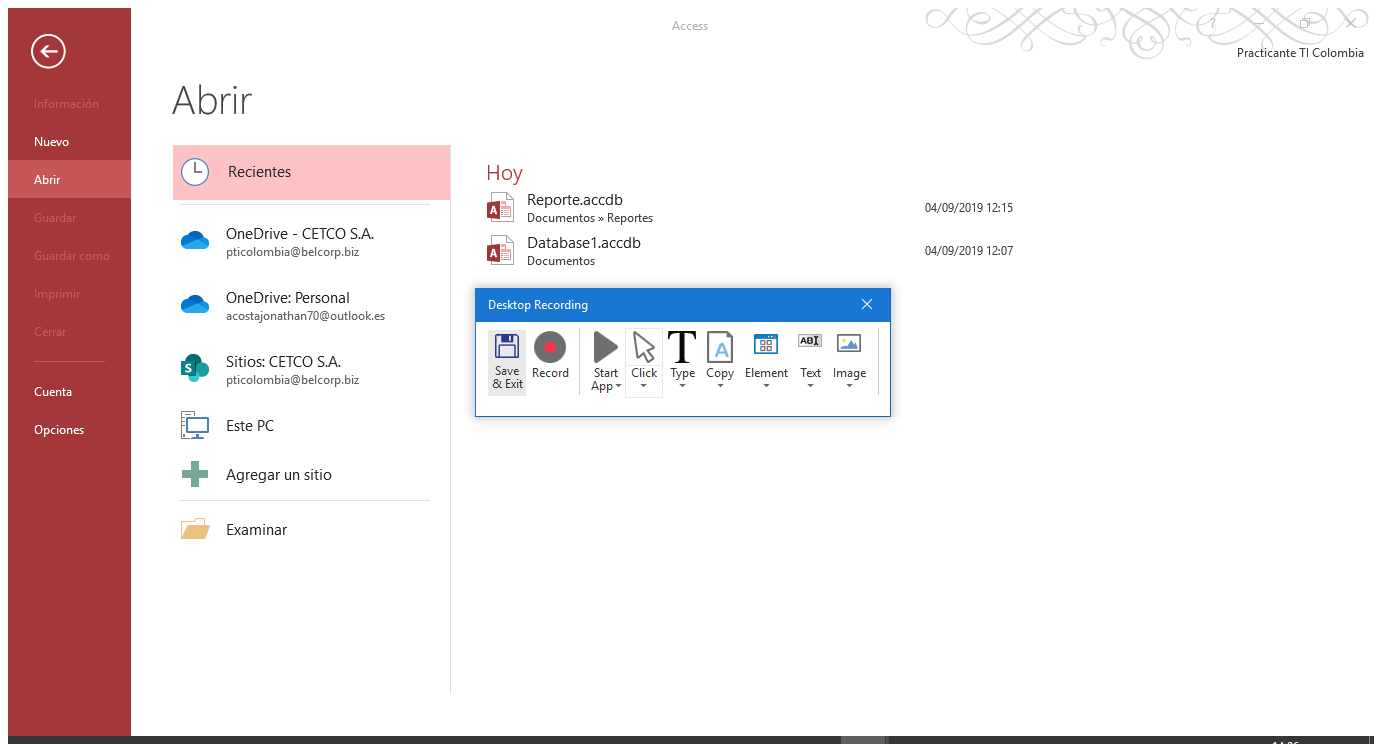 Access
?
Practicante TI Colombia
Información
Nuevo
Abrir
Guardar
Guardar como
Imprimir
Cerrar
Cuenta
Opciones
Abrir
Recientes
OneDrive - CETCO S.A.
pticolombia@belcorp.biz
OneDrive: Personal
acostajonathan70@outlook.es
Sitios: CETCO S.A.
pticolombia@belcorp.biz
Este PC
Agregar un sitio
Examinar
Hoy
Reporte.accdb
04/09/2019 12:15
Documentos » Reportes
Database1.accdb
04/09/2019 12:07
Documentos
Desktop Recording
Save
& Exit
Record
Start
App
Click
Type
Copy
Element
Text
Image